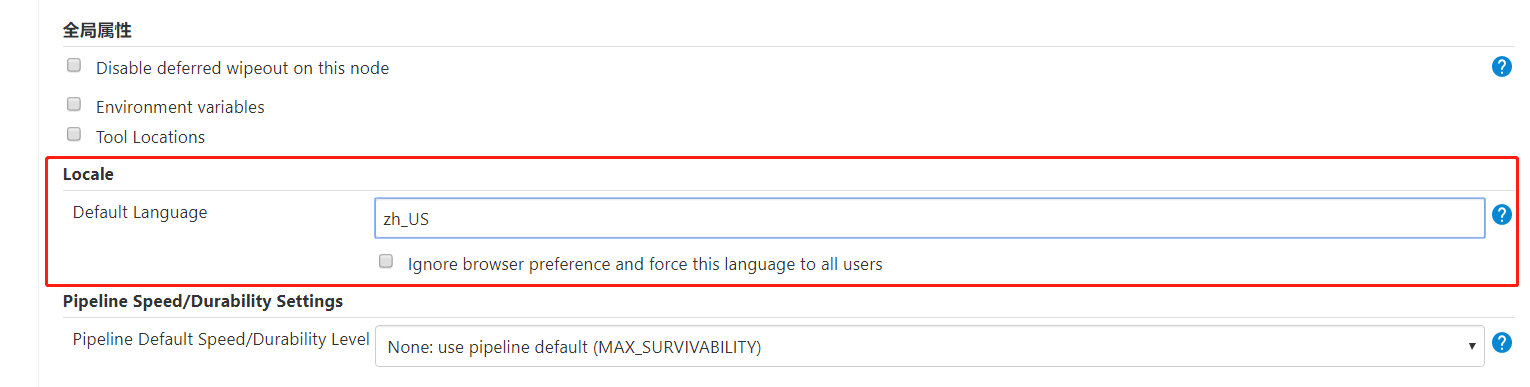 全局属性
Disable deferred wipeout on this node
Environment variables
Tool Locations
Locale
Default Language
zh_US
Ignore browser preference and force this language to all users
Pipeline Speed/Durability Settings
Pipeline Default Speed/Durability Level
None: use pipeline default (MAX_SURVIVABILITY)